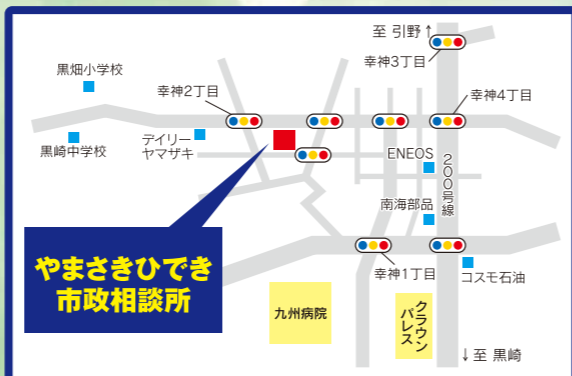 至 引野↑
幸神3丁目
黒畑小学校
幸神2丁目
幸神4丁目
黒崎中学校
デイリー
ヤマザキ
ENEOS
200号線
南海部品
やまさきひでき
市政相談所
幸神1丁目
コスモ石油
九州病院
クラウン
パレス
↓至 黒崎